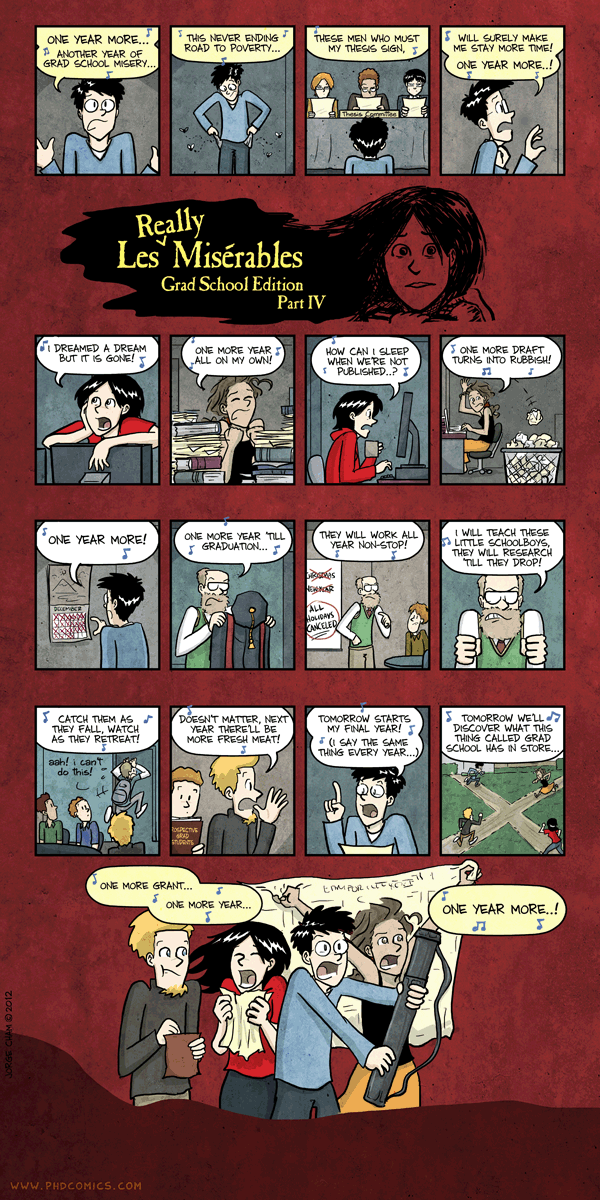 ONE YEAR MORE...
ANOTHER YEAR OF
GRAD SCHOOL MISERY...
THIS NEVER ENDING
ROAD TO POVERTY...
THESE MEN WHO MUST
MY THESIS SIGN,
Thesis Committee
WILL SURELY MAKE
ME STAY MORE TIME!
ONE YEAR MORE..!
Really
Les Misérables
Grad School Edition
Part IV
I DREAMED A DREAM
BUT IT IS GONE!
ONE MORE YEAR
ALL ON MY OWN!
HOW CAN I SLEEP
WHEN WE'RE NOT
PUBLISHED..?
ONE MORE DRAFT
TURNS INTO RUBBISH!
ONE YEAR MORE!
DECEMBER
ONE MORE YEAR 'TILL
GRADUATION...
THEY WILL WORK ALL
YEAR NON-STOP!
CHRISTMAS
NEW YEAR
ALL
HOLIDAYS
CANCELED
I WILL TEACH THESE
LITTLE SCHOOLBOYS,
THEY WILL RESEARCH
'TILL THEY DROP!
CATCH THEM AS
THEY FALL, WATCH
AS THEY RETREAT!
aah! i can't
do this!
DOESN'T MATTER, NEXT
YEAR THERE'LL BE
MORE FRESH MEAT!
PROSPECTIVE
GRAD
STUDENTS
TOMORROW STARTS
MY FINAL YEAR!
(I SAY THE SAME
THING EVERY YEAR...)
TOMORROW WE'LL
DISCOVER WHAT THIS
THING CALLED GRAD
SCHOOL HAS IN STORE...
ONE MORE GRANT...
ONE MORE YEAR...
ONE YEAR MORE..!
JORGE CHAM © 2012
WWW.PHDCOMICS.COM